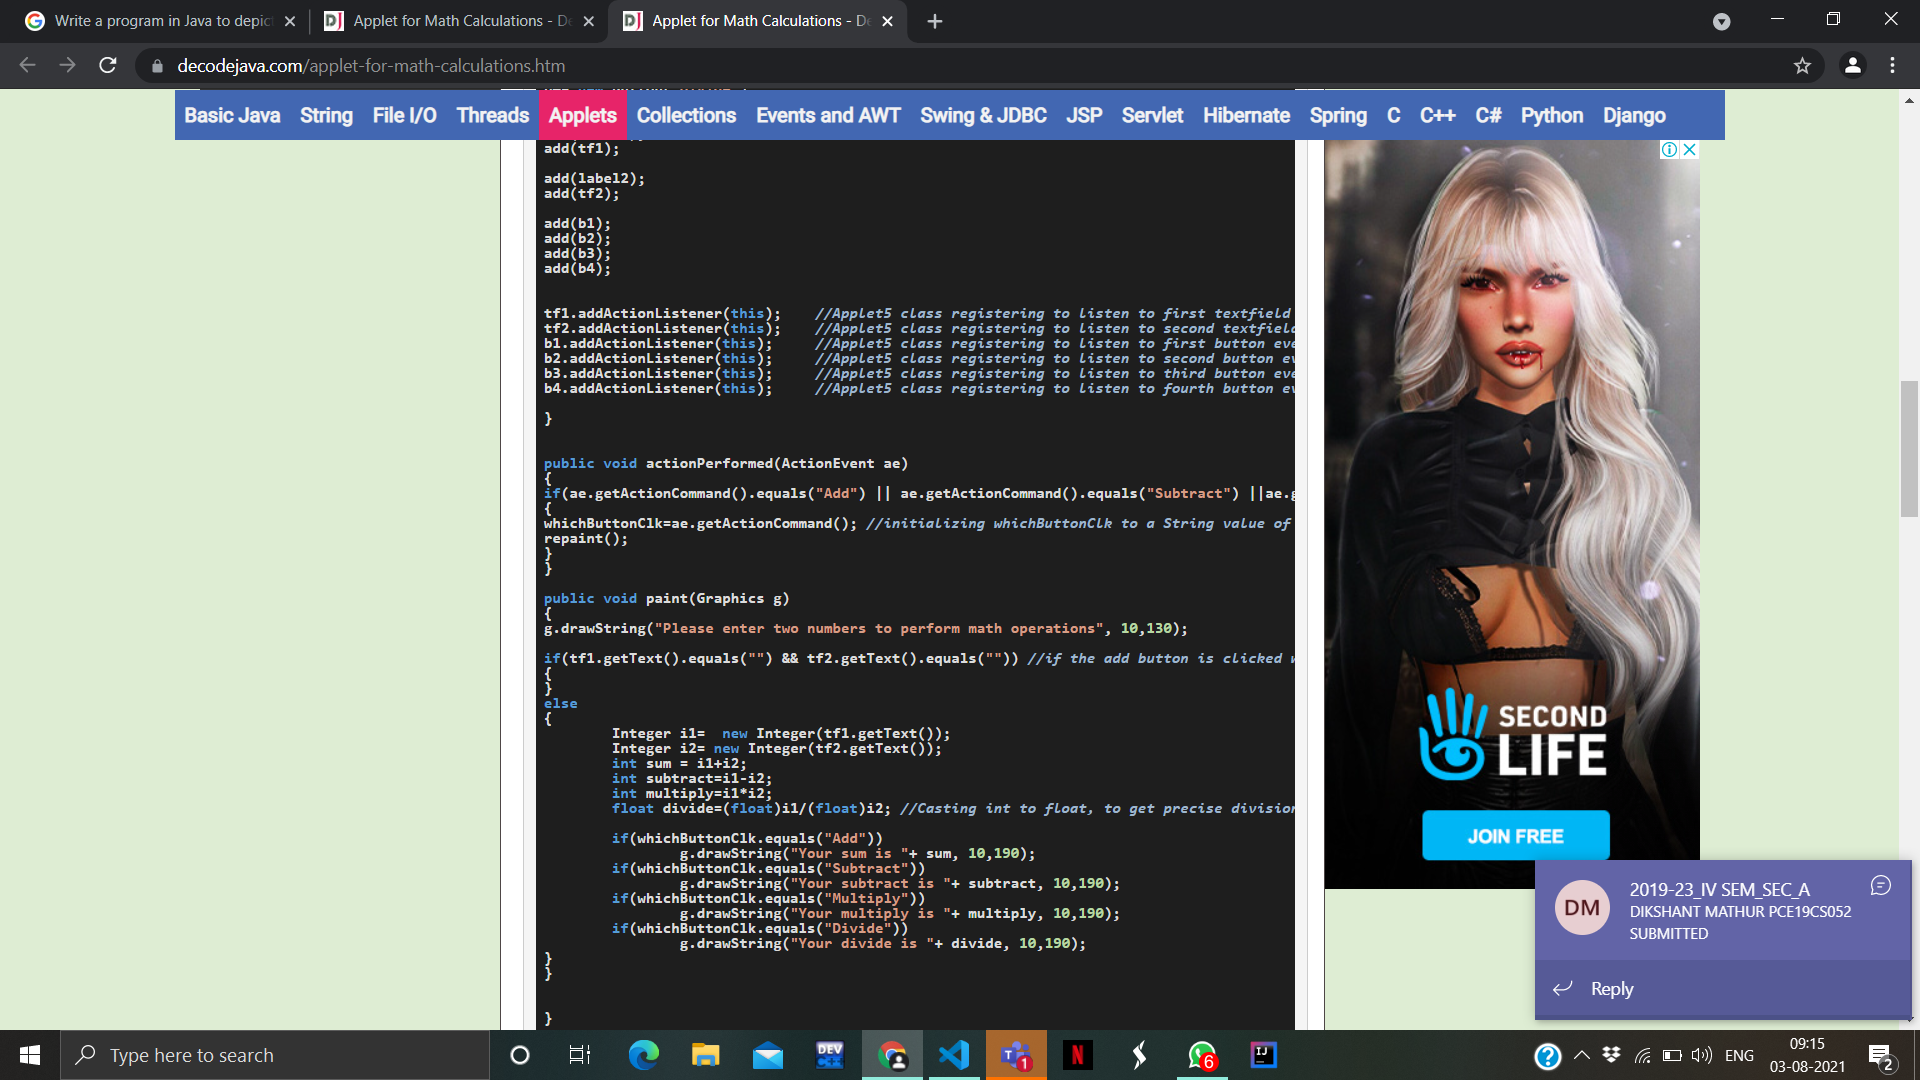 Write a program in Java to depic
Applet for Math Calculations - De
Applet for Math Calculations - De
decodejava.com/applet-for-math-calculations.htm
Basic Java String File I/O Threads Applets Collections Events and AWT Swing & JDBC JSP Servlet Hibernate Spring C C++ C# Python Django
add(tf1);
add(label2);
add(tf2);
add(b1);
add(b2);
add(b3);
add(b4);
tf1.addActionListener(this); //Applet5 class registering to listen to first textfield
tf2.addActionListener(this); //Applet5 class registering to listen to second textfield
b1.addActionListener(this); //Applet5 class registering to listen to first button eve
b2.addActionListener(this); //Applet5 class registering to listen to second button ev
b3.addActionListener(this); //Applet5 class registering to listen to third button eve
b4.addActionListener(this); //Applet5 class registering to listen to fourth button ev
}
public void actionPerformed(ActionEvent ae)
{
if(ae.getActionCommand().equals("Add") || ae.getActionCommand().equals("Subtract") ||ae.g
{
whichButtonClk=ae.getActionCommand(); //initializing whichButtonClk to a String value of
repaint();
}
}
public void paint(Graphics g)
{
g.drawString("Please enter two numbers to perform math operations", 10,130);
if(tf1.getText().equals("") && tf2.getText().equals("")) //if the add button is clicked w
{
}
else
{
Integer i1= new Integer(tf1.getText());
Integer i2= new Integer(tf2.getText());
int sum = i1+i2;
int subtract=i1-i2;
int multiply=i1*i2;
float divide=(float)i1/(float)i2; //Casting int to float, to get precise division
if(whichButtonClk.equals("Add"))
g.drawString("Your sum is "+ sum, 10,190);
if(whichButtonClk.equals("Subtract"))
g.drawString("Your subtract is "+ subtract, 10,190);
if(whichButtonClk.equals("Multiply"))
g.drawString("Your multiply is "+ multiply, 10,190);
if(whichButtonClk.equals("Divide"))
g.drawString("Your divide is "+ divide, 10,190);
}
}
}
SECOND
LIFE
JOIN FREE
DM
2019-23_IV SEM_SEC_A
DIKSHANT MATHUR PCE19CS052
SUBMITTED
Reply
Type here to search
DEV
C++
T
1
N
6
IJ
ENG
09:15
03-08-2021
2